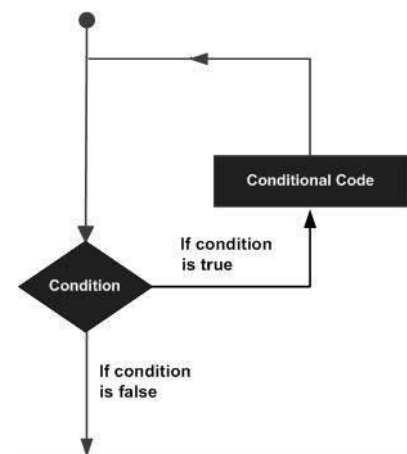 Conditional Code
If condition
is true
Condition
If condition
is false